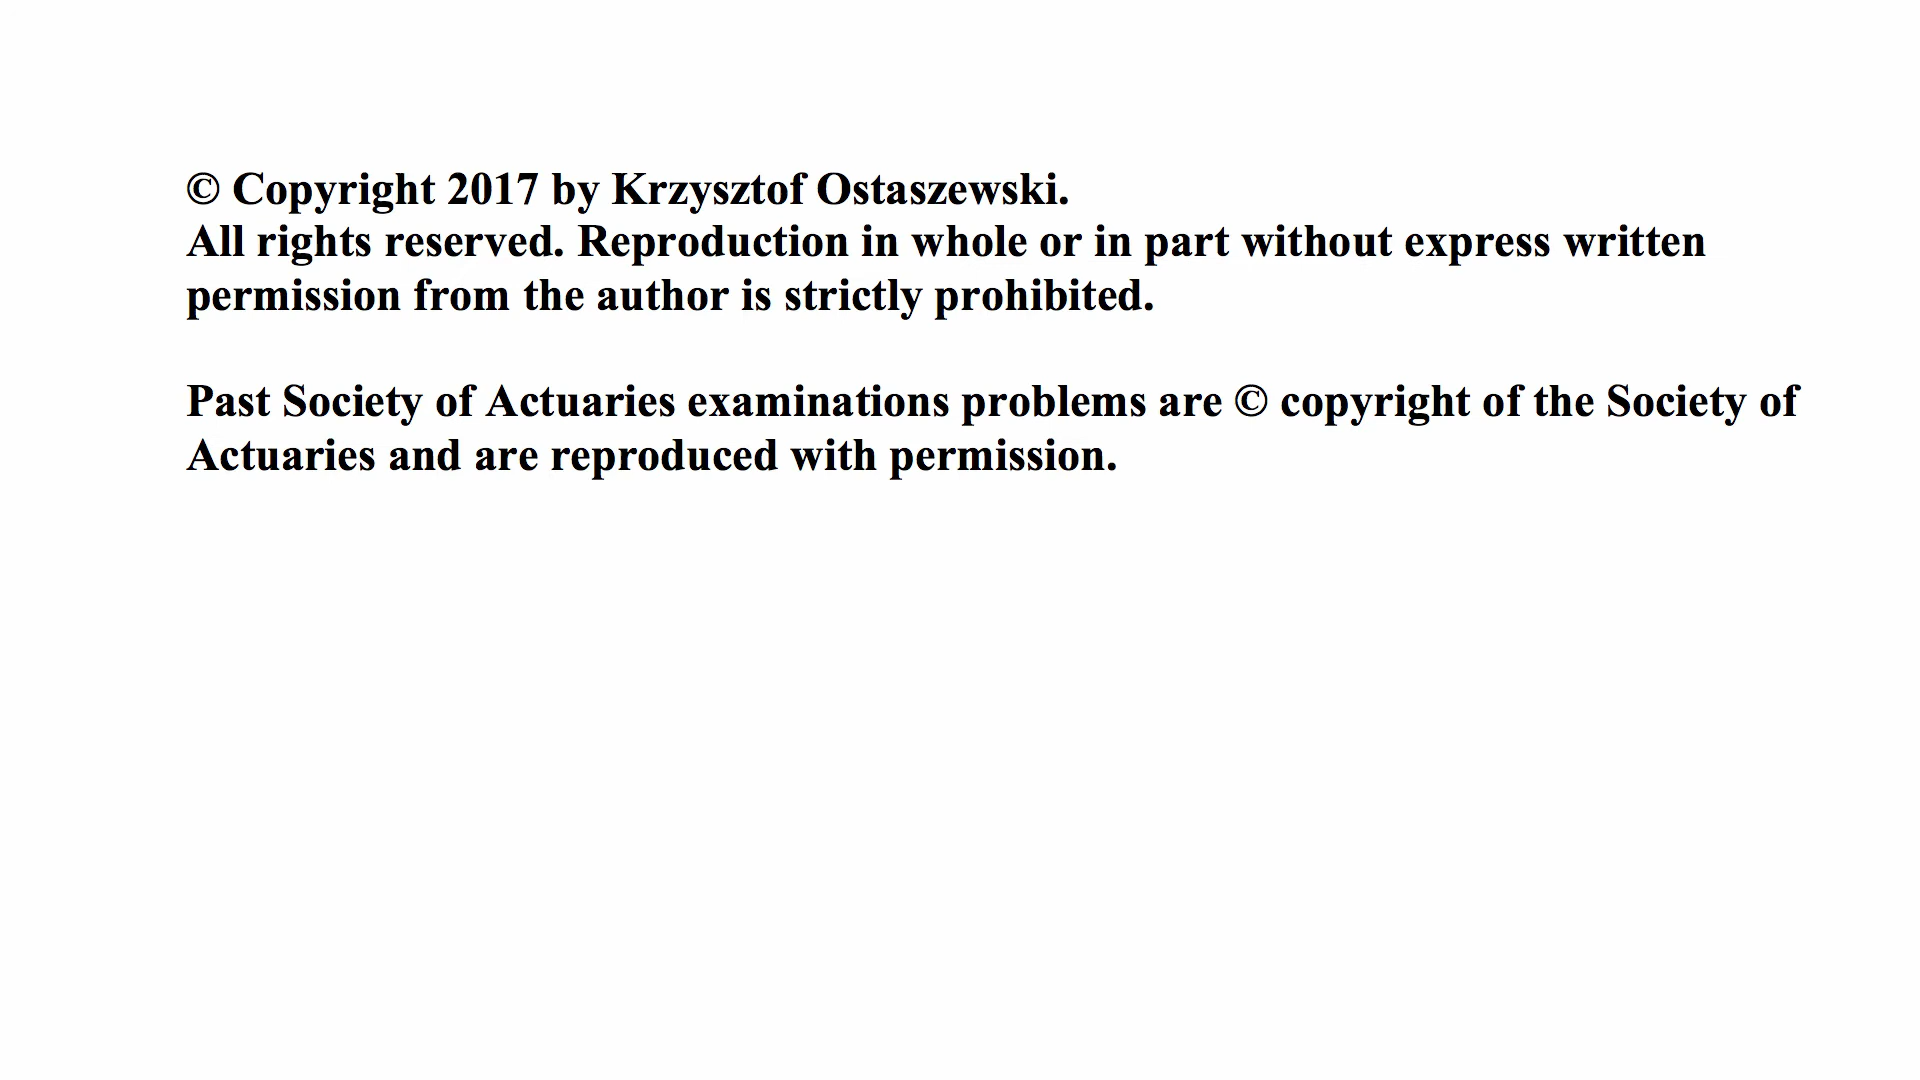 © Copyright 2017 by Krzysztof Ostaszewski.
All rights reserved. Reproduction in whole or in part without express written
permission from the author is strictly prohibited.
Past Society of Actuaries examinations problems are © copyright of the Society of
Actuaries and are reproduced with permission.